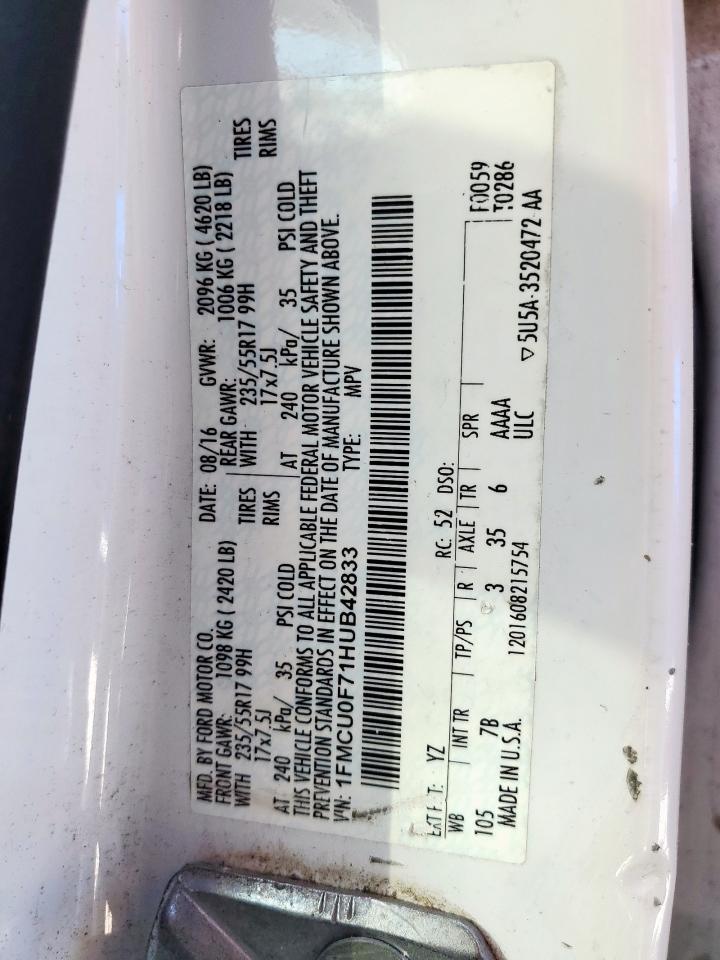 MFD. BY FORD MOTOR CO. DATE: 08/16 GVWR: 2096 KG ( 4620 LB)
FRONT GAWR: 1098 KG ( 2420 LB) REAR GAWR: 1006 KG ( 2218 LB)
WITH 235/55R17 99H TIRES WITH 235/55R17 99H TIRES
17x7.5J RIMS 17x7.5J RIMS
AT 240 kPa/ 35 PSI COLD AT 240 kPa/ 35 PSI COLD
THIS VEHICLE CONFORMS TO ALL APPLICABLE FEDERAL MOTOR VEHICLE SAFETY AND THEFT
PREVENTION STANDARDS IN EFFECT ON THE DATE OF MANUFACTURE SHOWN ABOVE.
VIN: 1FMCU0F71HUB42833 TYPE: MPV
EXT PNT: YZ RC: 52 DSO:
WB INT TR TP/PS R AXLE TR SPR F0059
105 7B 3 35 6 AAAA T0286
MADE IN U.S.A. 1201608215754 ULC ▽5U5A-3520472-AA